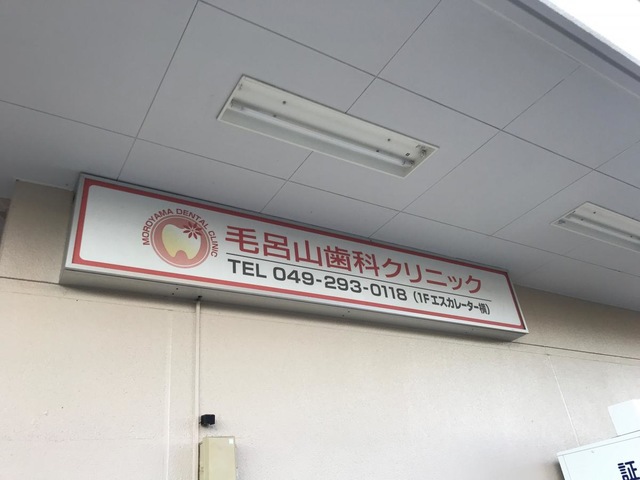 MOROYAMA DENTAL CLINIC
毛呂山歯科クリニック
TEL 049-293-0118 (1Fエスカレーター横)
証